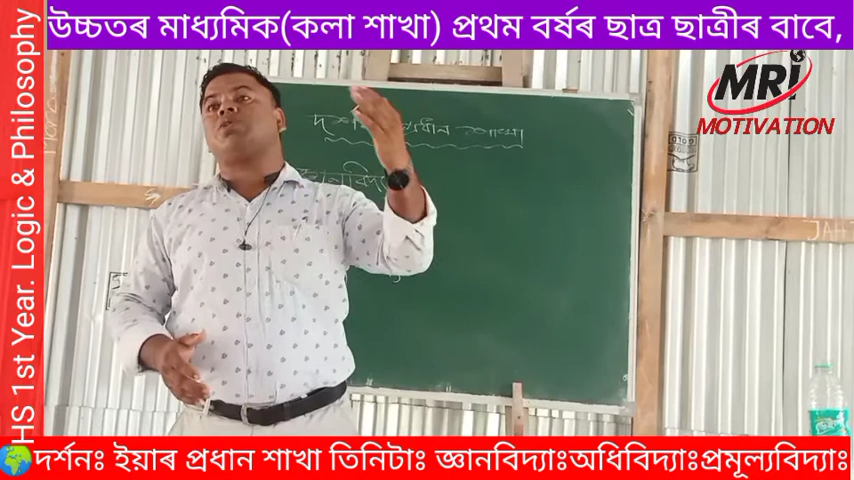 উচ্চতৰ মাধ্যমিক(কলা শাখা) প্ৰথম বৰ্ষৰ ছাত্ৰ ছাত্ৰীৰ বাবে,
HS 1st Year. Logic & Philosophy
MRi
MOTIVATION
শাখা
দৰ্শনঃ ইয়াৰ প্ৰধান শাখা তিনিটাঃ জ্ঞানবিদ্যাঃঅধিবিদ্যাঃপ্ৰমূল্যবিদ্যাঃ